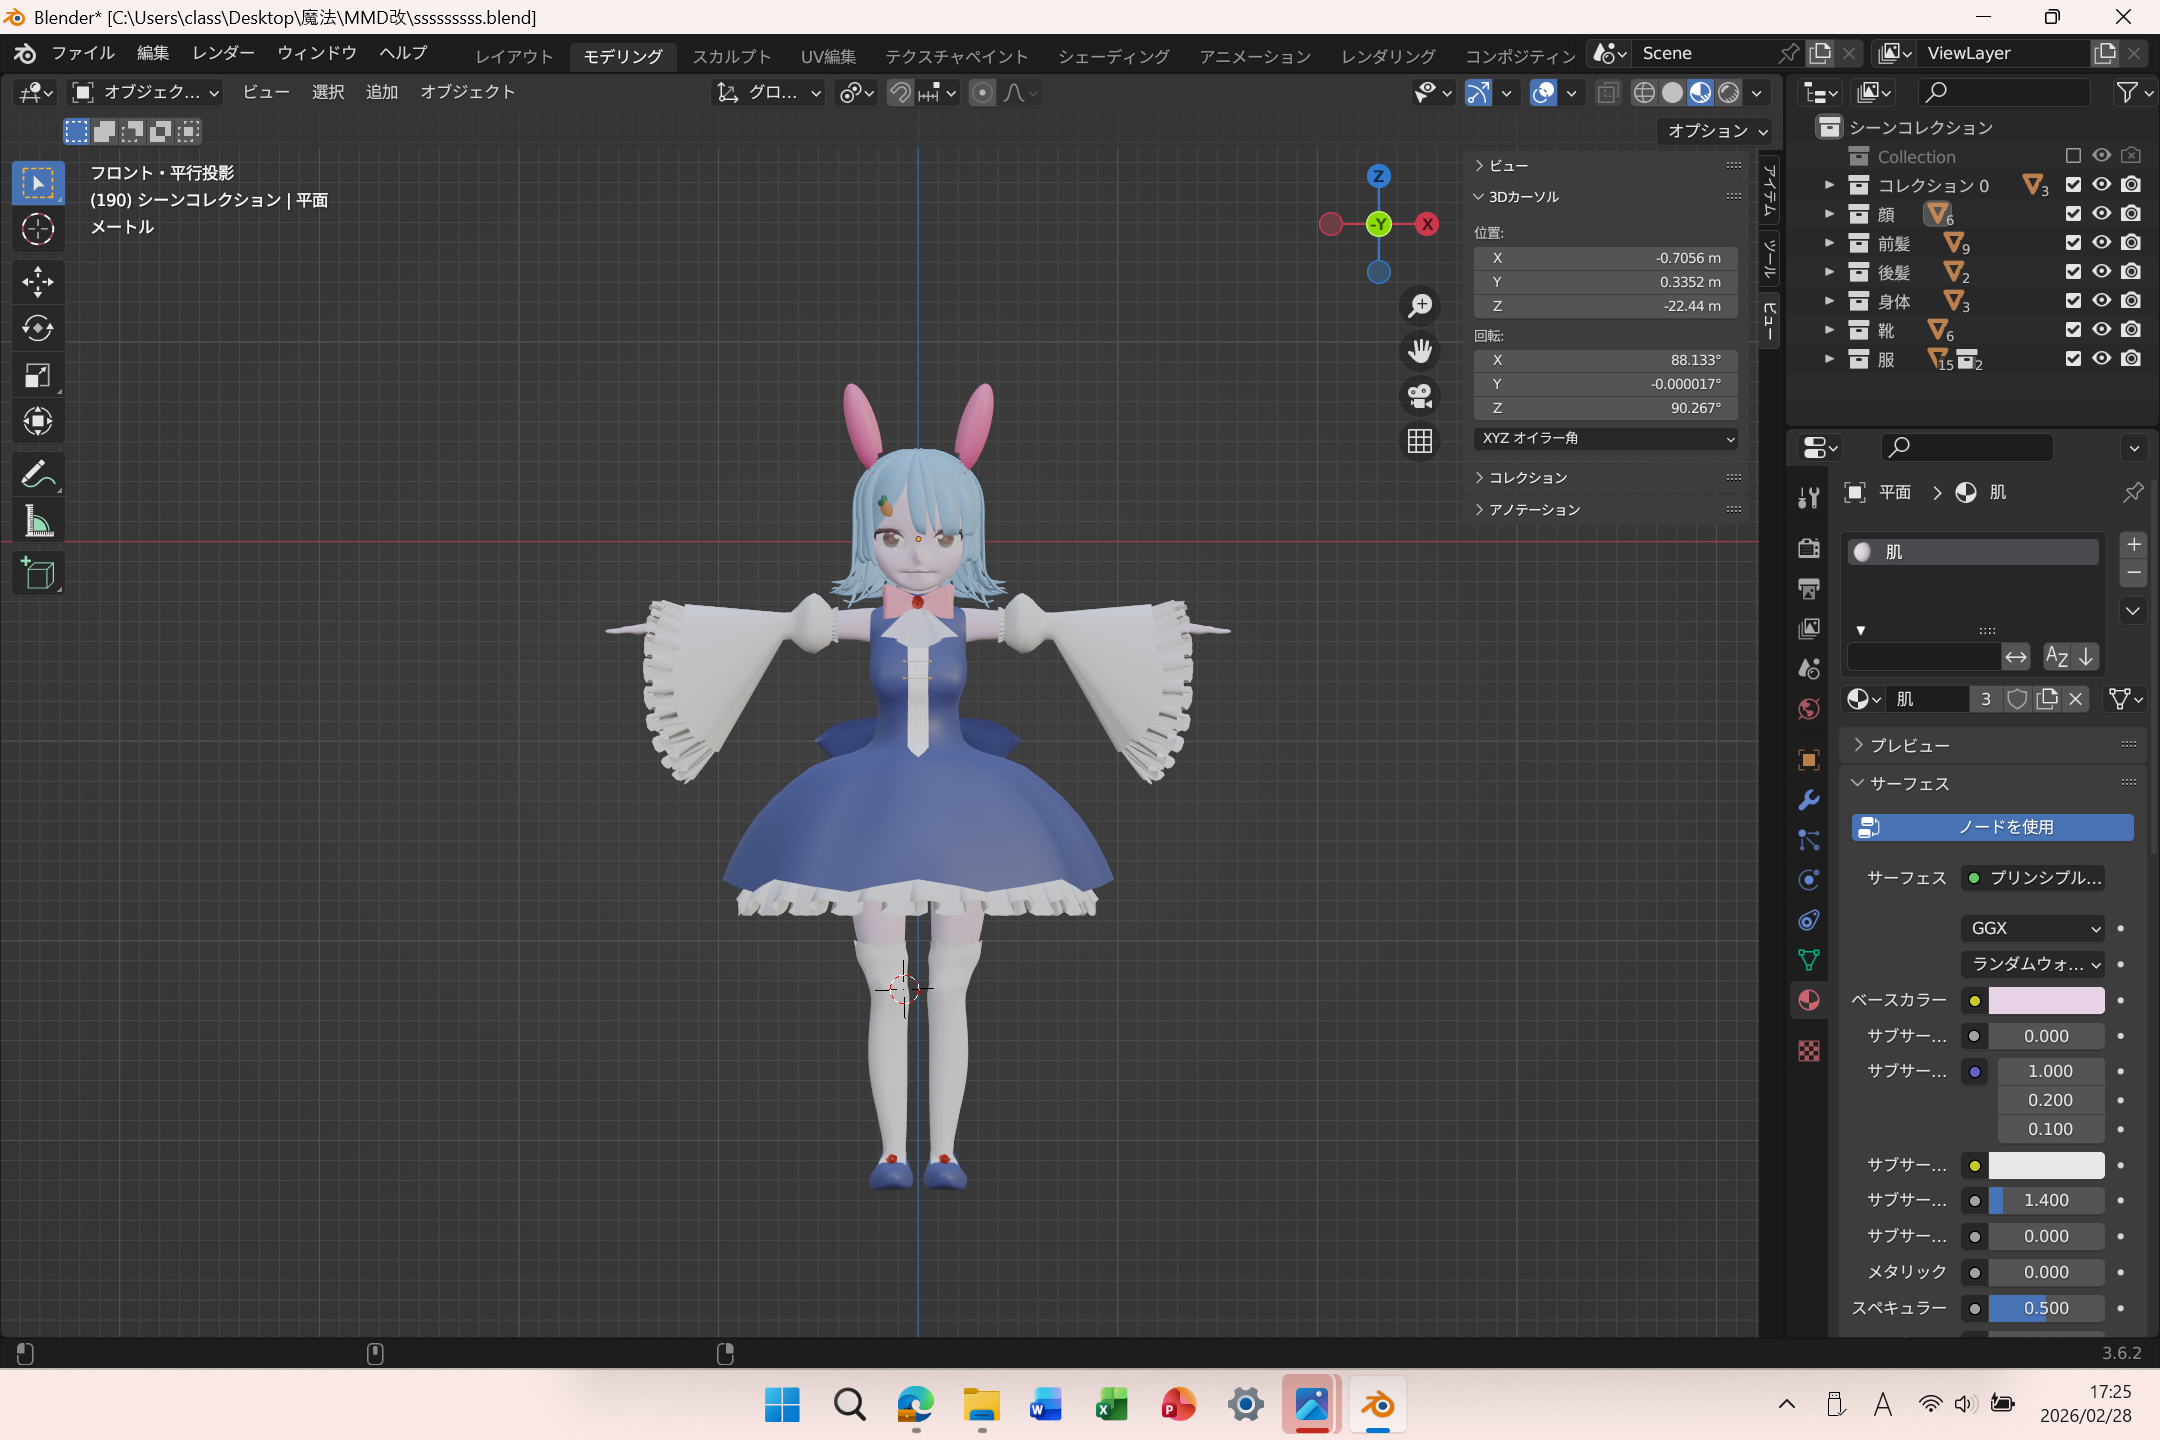 Blender* [C:\Users\class\Desktop\魔法\MMD改\sssssssss.blend]
ファイル 編集 レンダー ウィンドウ ヘルプ レイアウト モデリング スカルプト UV編集 テクスチャペイント シェーディング アニメーション レンダリング コンポジティン Scene ViewLayer
オブジェク... ビュー 選択 追加 オブジェクト グロ...
オプション
フロント・平行投影
(190) シーンコレクション | 平面
メートル
Z
-Y
X
ビュー
3Dカーソル
位置:
X -0.7056 m
Y 0.3352 m
Z -22.44 m
回転:
X 88.133°
Y -0.000017°
Z 90.267°
XYZ オイラー角
コレクション
アノテーション
アイテム
ツール
ビュー
シーンコレクション
Collection
コレクション 0 3
顔 6
前髪 9
後髪 2
身体 3
靴 6
服 15 2
平面 肌
肌
AZ
肌 3
プレビュー
サーフェス
ノードを使用
サーフェス プリンシプル...
GGX
ランダムウォ...
ベースカラー
サブサー... 0.000
サブサー... 1.000
0.200
0.100
サブサー...
サブサー... 1.400
サブサー... 0.000
メタリック 0.000
スペキュラー 0.500
3.6.2
W
X
P
A
17:25
2026/02/28